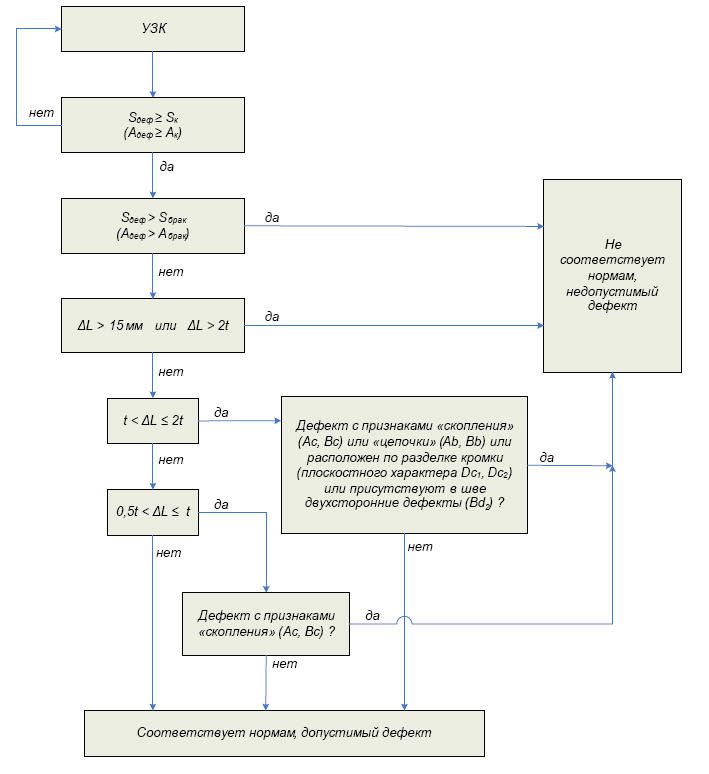 УЗК
нет
Sдеф ≥ Sк
(Aдеф ≥ Aк)
да
Sдеф > Sбрак
(Aдеф > Aбрак)
да
Не
соответствует
нормам,
недопустимый
дефект
нет
ΔL > 15 мм или ΔL > 2t
да
нет
t < ΔL ≤ 2t
да
Дефект с признаками «скопления»
(Ac, Bc) или «цепочки» (Ab, Bb) или
расположен по разделке кромки
(плоскостного характера Dc₁, Dc₂)
или присутствуют в шве
двухсторонние дефекты (Bd₂) ?
да
нет
0,5t < ΔL ≤ t
да
нет
нет
Дефект с признаками
«скопления» (Ac, Bc) ?
да
нет
Соответствует нормам, допустимый дефект